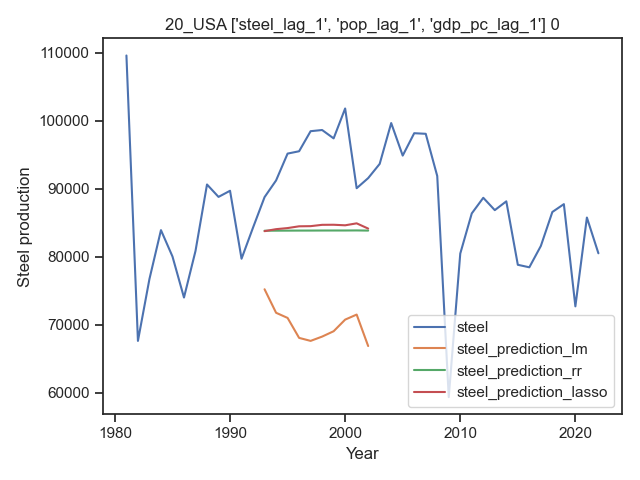 20_USA ['steel_lag_1', 'pop_lag_1', 'gdp_pc_lag_1'] 0
110000
100000
90000
80000
70000
60000
Steel production
1980
1990
2000
2010
2020
Year
steel
steel_prediction_lm
steel_prediction_rr
steel_prediction_lasso